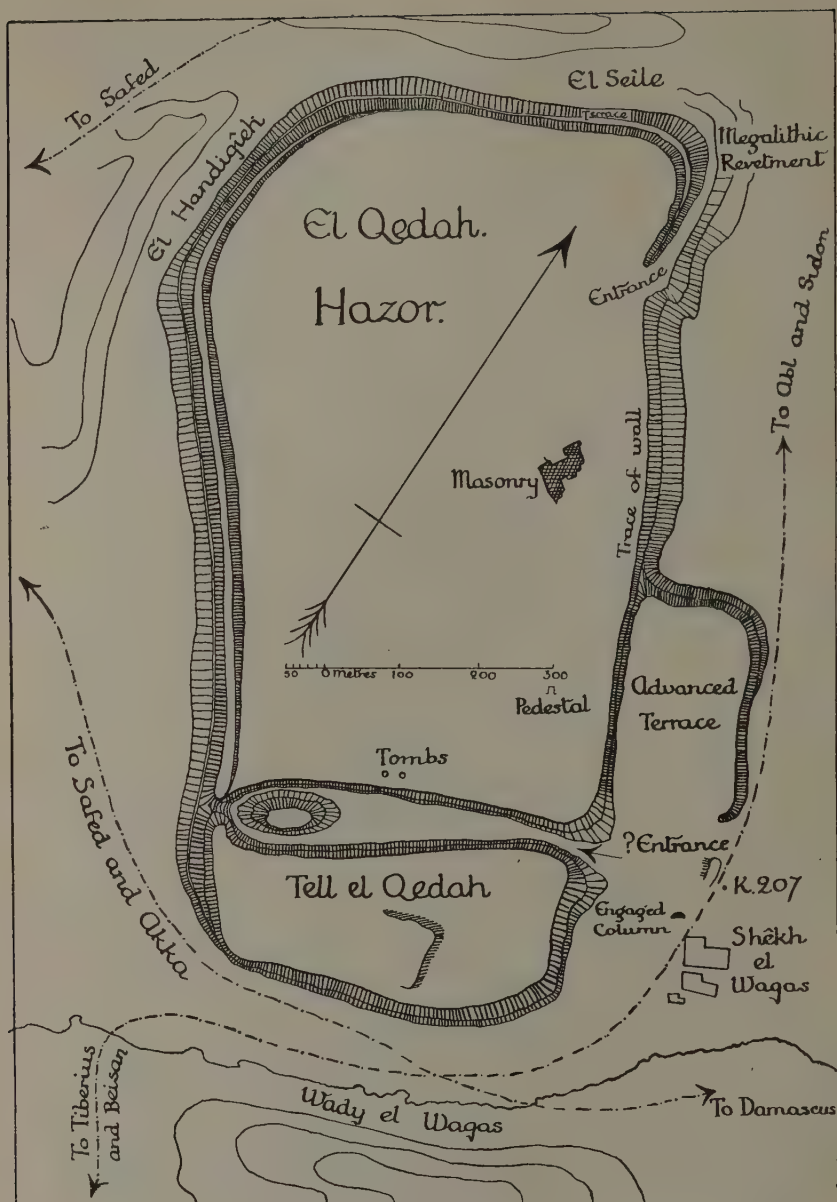 To Safed
El Seile
Terrace
Megalithic
Revetment
El Handigîeh
El Qedah.
Hazor.
Entrance
To Abl and Sidon
Masonry
Trace of wall
50 0 metres 100 200 300
Pedestal
Advanced
Terrace
Tombs
To Safed and Akka
?Entrance
K.207
Tell el Qedah
Engaged
Column
Shêkh
el
Waqas
To Tiberius
and Beisan
Wady el Waqas
To Damascus